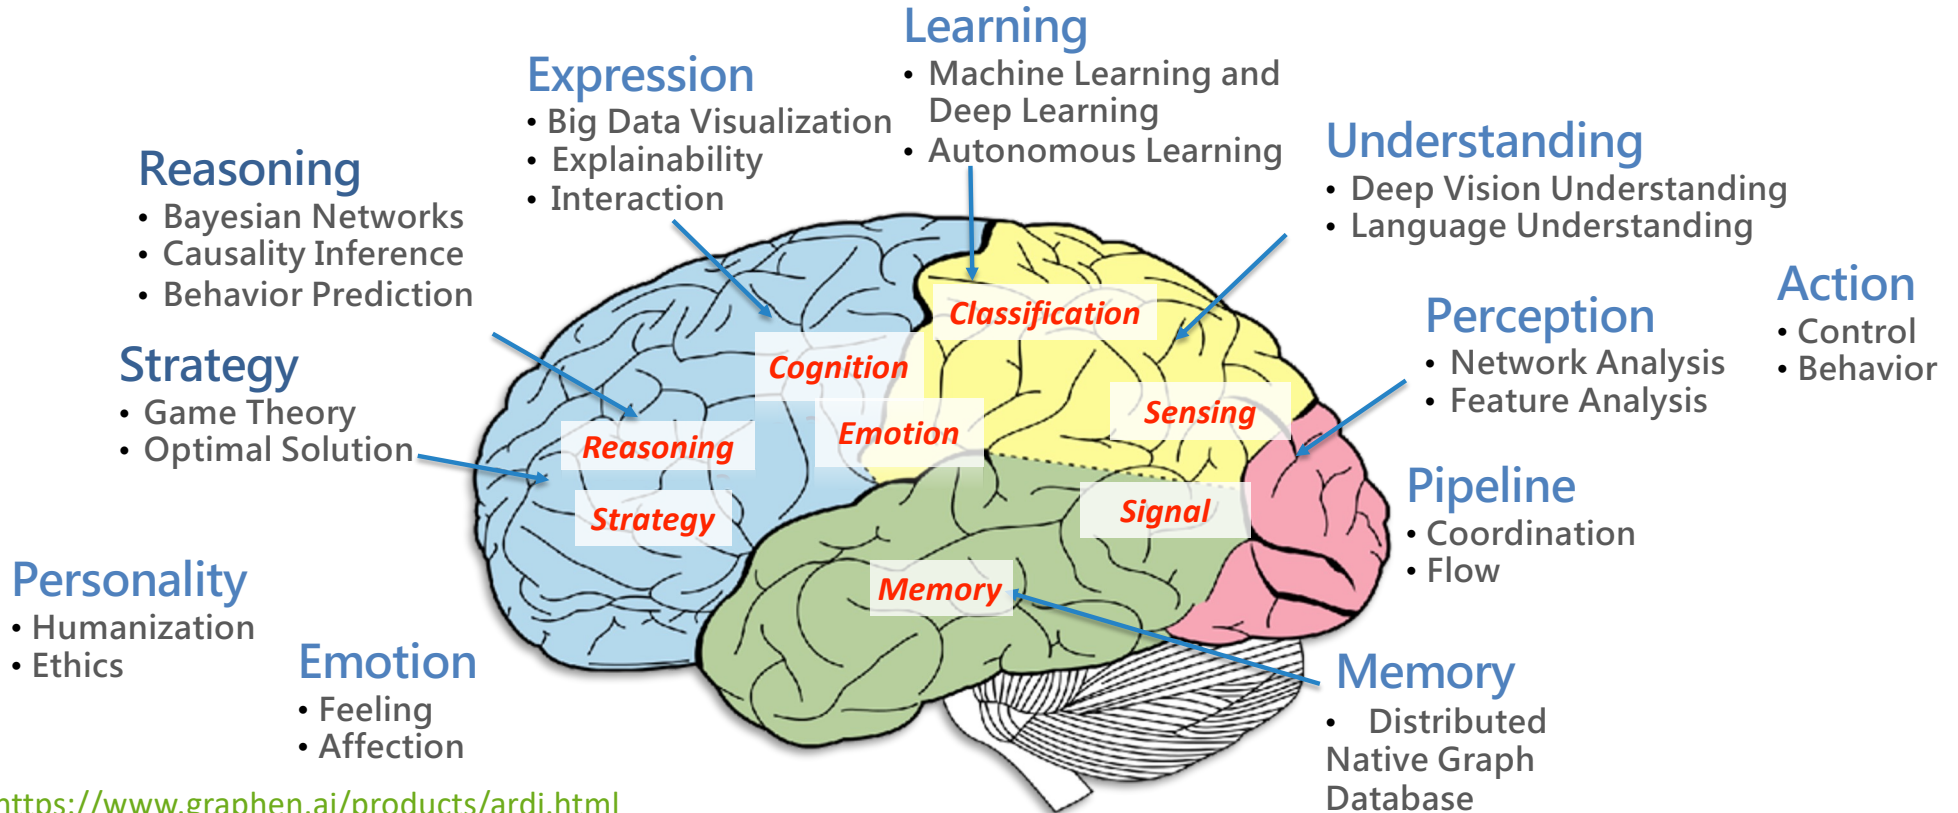 Learning
• Machine Learning and
Deep Learning
• Autonomous Learning
Expression
• Big Data Visualization
• Explainability
• Interaction
Understanding
• Deep Vision Understanding
• Language Understanding
Reasoning
• Bayesian Networks
• Causality Inference
• Behavior Prediction
Action
• Control
• Behavior
Perception
• Network Analysis
• Feature Analysis
Strategy
• Game Theory
• Optimal Solution
Classification
Cognition
Sensing
Emotion
Reasoning
Strategy
Signal
Memory
Pipeline
• Coordination
• Flow
Personality
• Humanization
• Ethics
Emotion
• Feeling
• Affection
Memory
• Distributed
Native Graph
Database
https://www.graphen.ai/products/ardi.html